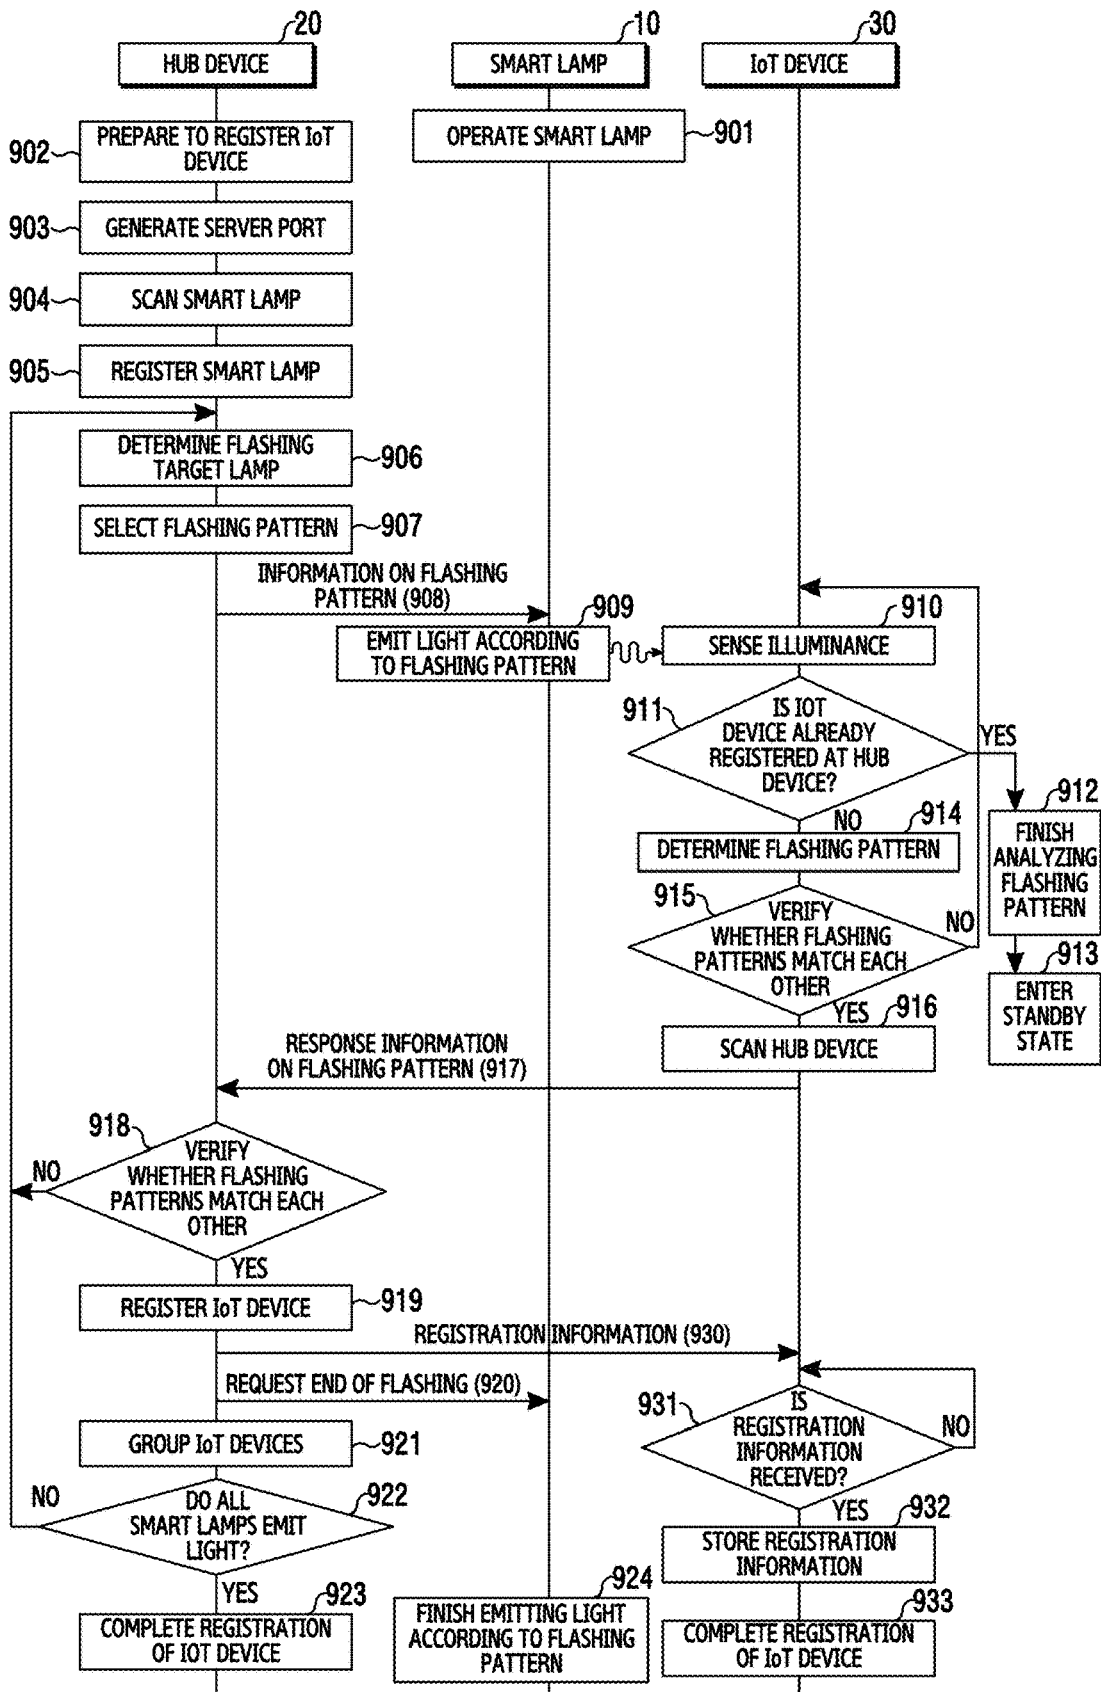 20
10
30
HUB DEVICE
SMART LAMP
IoT DEVICE
OPERATE SMART LAMP
901
902
PREPARE TO REGISTER IoT
DEVICE
903
GENERATE SERVER PORT
904
SCAN SMART LAMP
905
REGISTER SMART LAMP
DETERMINE FLASHING
TARGET LAMP
906
SELECT FLASHING PATTERN
907
INFORMATION ON FLASHING
PATTERN (908)
909
EMIT LIGHT ACCORDING
TO FLASHING PATTERN
910
SENSE ILLUMINANCE
911
IS IOT
DEVICE ALREADY
REGISTERED AT HUB
DEVICE?
YES
912
FINISH
ANALYZING
FLASHING
PATTERN
NO
914
DETERMINE FLASHING PATTERN
915
VERIFY
WHETHER FLASHING
PATTERNS MATCH EACH
OTHER
NO
913
ENTER
STANDBY
STATE
YES
916
SCAN HUB DEVICE
RESPONSE INFORMATION
ON FLASHING PATTERN (917)
918
VERIFY
WHETHER FLASHING
PATTERNS MATCH EACH
OTHER
NO
YES
REGISTER IoT DEVICE
919
REGISTRATION INFORMATION (930)
REQUEST END OF FLASHING (920)
931
IS
REGISTRATION
INFORMATION
RECEIVED?
NO
GROUP IoT DEVICES
921
NO
DO ALL
SMART LAMPS EMIT
LIGHT?
922
YES
932
STORE REGISTRATION
INFORMATION
YES
923
COMPLETE REGISTRATION
OF IOT DEVICE
924
FINISH EMITTING LIGHT
ACCORDING TO FLASHING
PATTERN
933
COMPLETE REGISTRATION
OF IoT DEVICE